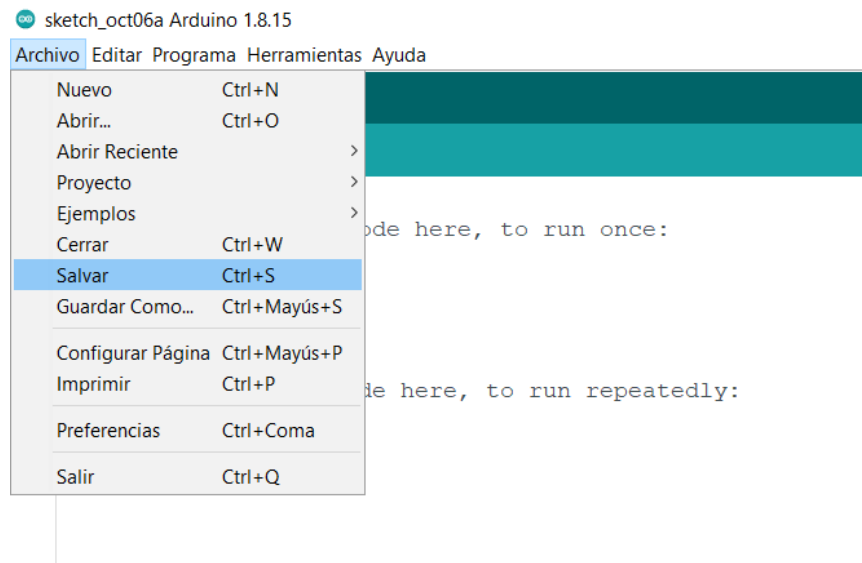 sketch_oct06a Arduino 1.8.15
Archivo Editar Programa Herramientas Ayuda
Nuevo Ctrl+N
Abrir... Ctrl+O
Abrir Reciente
Proyecto
Ejemplos
here, to run once:
Cerrar Ctrl+W
Salvar Ctrl+S
Guardar Como... Ctrl+Mayús+S
Configurar Página Ctrl+Mayús+P
Imprimir Ctrl+P
here, to run repeatedly:
Preferencias Ctrl+Coma
Salir Ctrl+Q